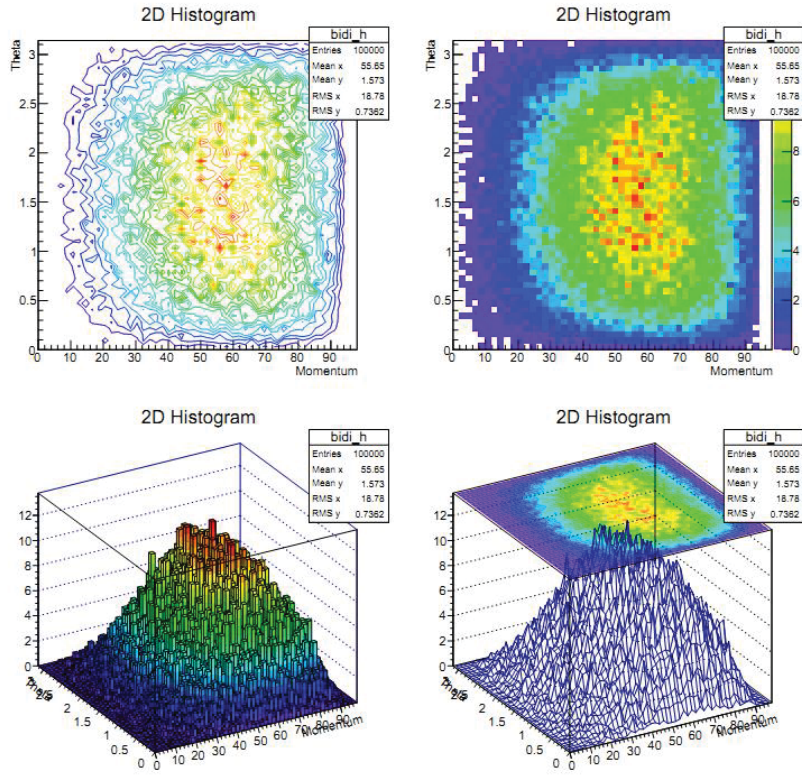 2D Histogram
bidi_h
Entries 100000
Mean x 55.65
Mean y 1.573
RMS x 18.78
RMS y 0.7362
Theta
3
2.5
2
1.5
1
0.5
0
0 10 20 30 40 50 60 70 80 90
Momentum
2D Histogram
bidi_h
Entries 100000
Mean x 55.65
Mean y 1.573
RMS x 18.78
RMS y 0.7362
Theta
3
2.5
2
1.5
1
0.5
0
0 10 20 30 40 50 60 70 80 90
Momentum
8
6
4
2
0
2D Histogram
bidi_h
Entries 100000
Mean x 55.65
Mean y 1.573
RMS x 18.78
RMS y 0.7362
12
10
8
6
4
2
0
Theta
3
2.5
2
1.5
1
0.5
0
0 10 20 30 40 50 60 70 80 90
Momentum
2D Histogram
bidi_h
Entries 100000
Mean x 55.65
Mean y 1.573
RMS x 18.78
RMS y 0.7362
12
10
8
6
4
2
0
Theta
3
2.5
2
1.5
1
0.5
0
0 10 20 30 40 50 60 70 80 90
Momentum